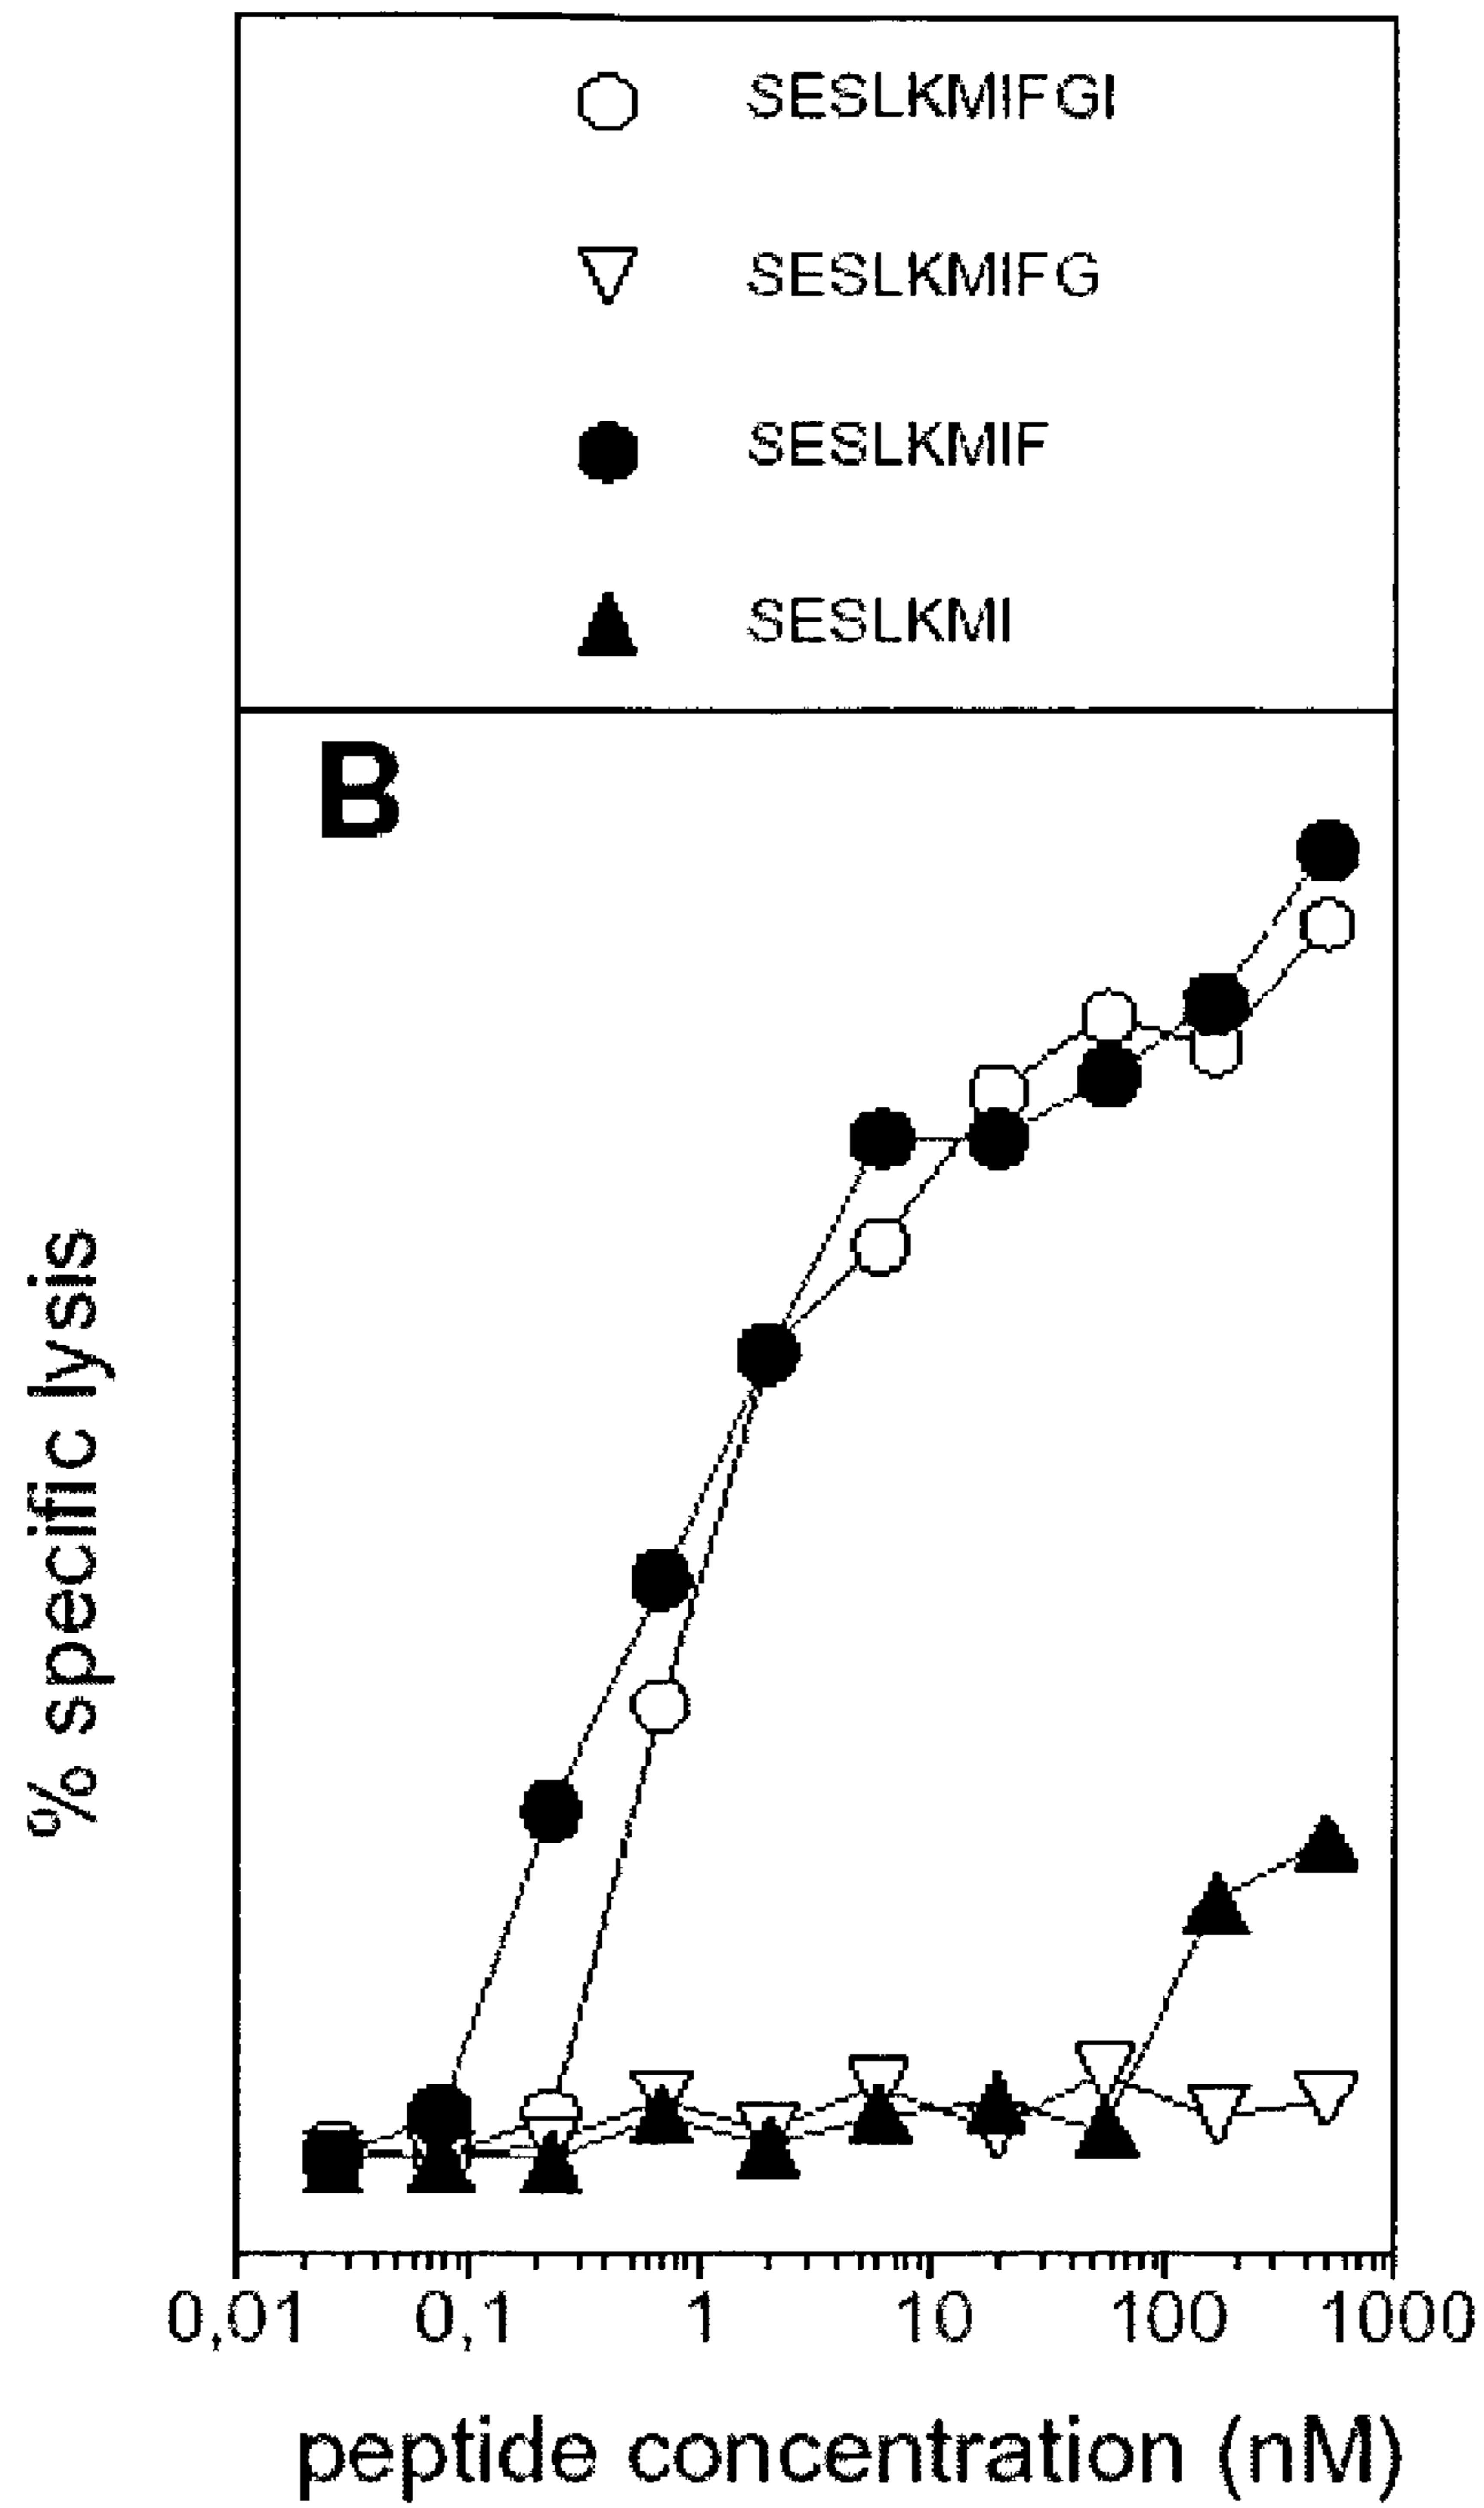 SESLKMIFGI
SESLKMIFG
SESLKMIF
SESLKMI
B
% specific lysis
0,01 0,1 1 10 100 1000
peptide concentration (nM)